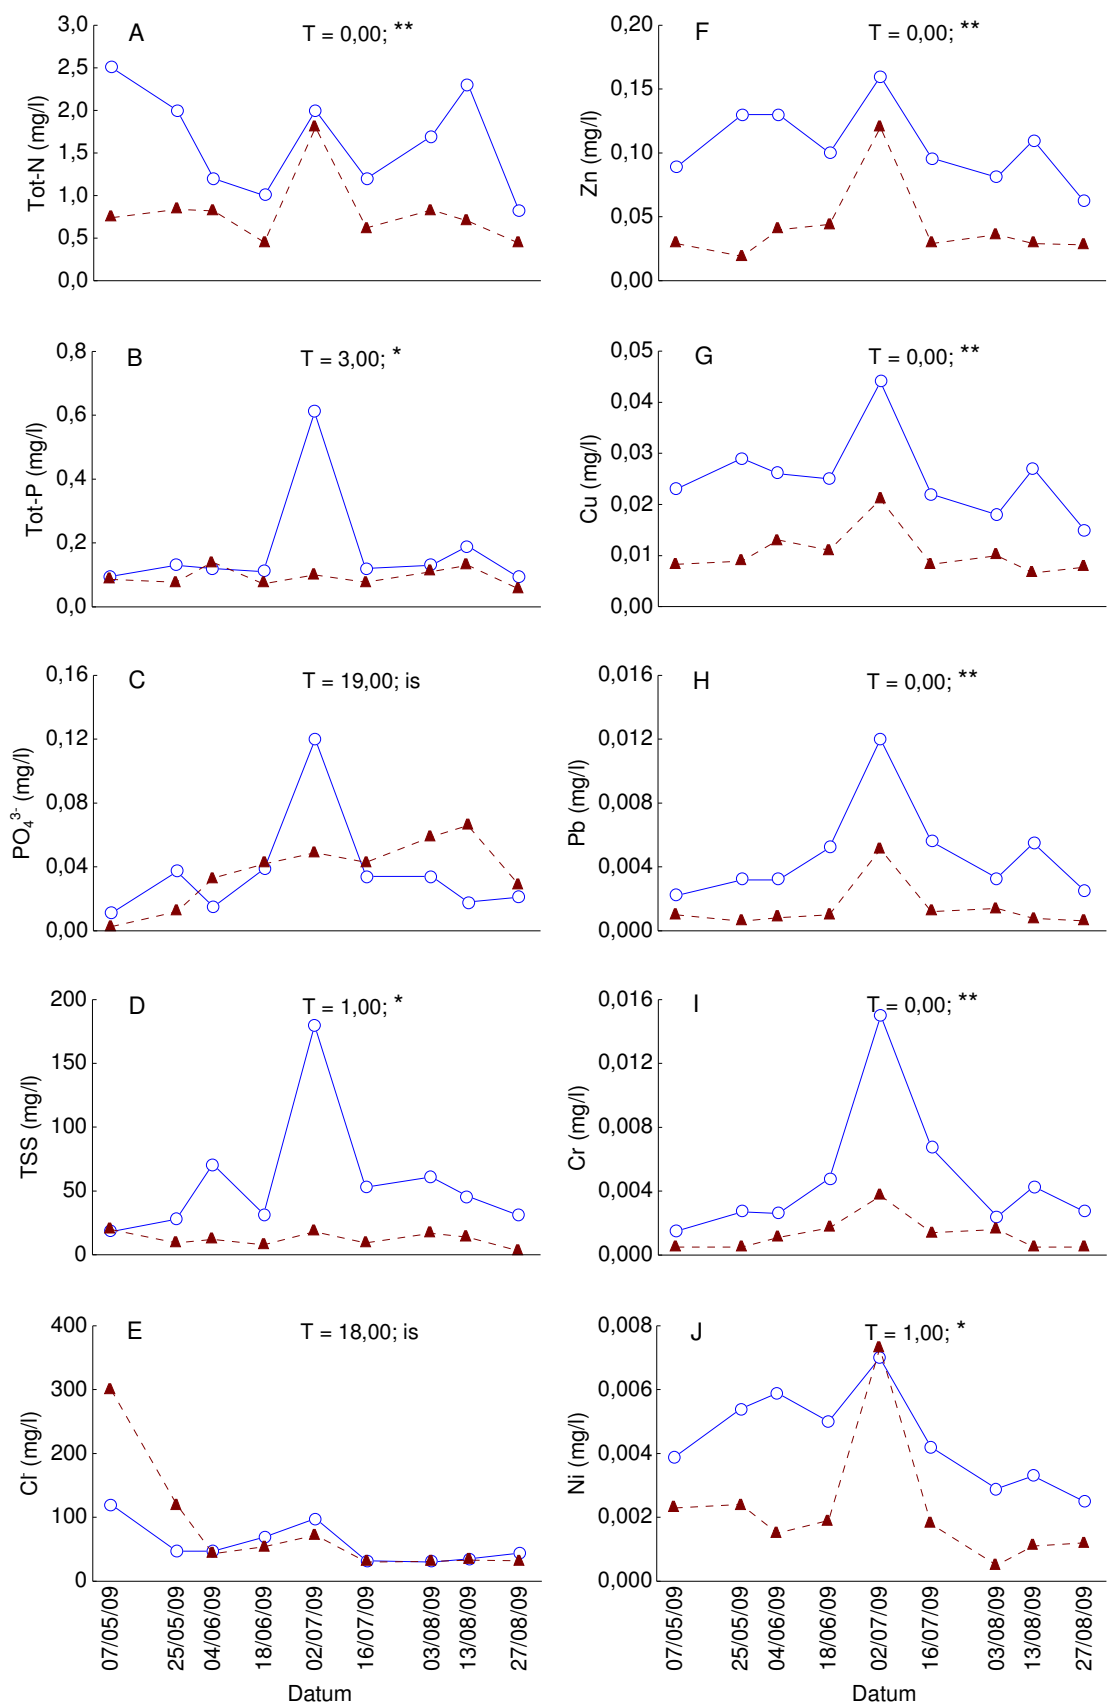 A
T = 0,00; **
Tot-N (mg/l)
3,0
2,5
2,0
1,5
1,0
0,5
0,0
F
T = 0,00; **
Zn (mg/l)
0,20
0,15
0,10
0,05
0,00
B
T = 3,00; *
Tot-P (mg/l)
0,8
0,6
0,4
0,2
0,0
G
T = 0,00; **
Cu (mg/l)
0,05
0,04
0,03
0,02
0,01
0,00
C
T = 19,00; is
PO₄³⁻ (mg/l)
0,16
0,12
0,08
0,04
0,00
H
T = 0,00; **
Pb (mg/l)
0,016
0,012
0,008
0,004
0,000
D
T = 1,00; *
TSS (mg/l)
200
150
100
50
0
I
T = 0,00; **
Cr (mg/l)
0,016
0,012
0,008
0,004
0,000
E
T = 18,00; is
Cl⁻ (mg/l)
400
300
200
100
0
07/05/09
25/05/09
04/06/09
18/06/09
02/07/09
16/07/09
03/08/09
13/08/09
27/08/09
Datum
J
T = 1,00; *
Ni (mg/l)
0,008
0,006
0,004
0,002
0,000
07/05/09
25/05/09
04/06/09
18/06/09
02/07/09
16/07/09
03/08/09
13/08/09
27/08/09
Datum